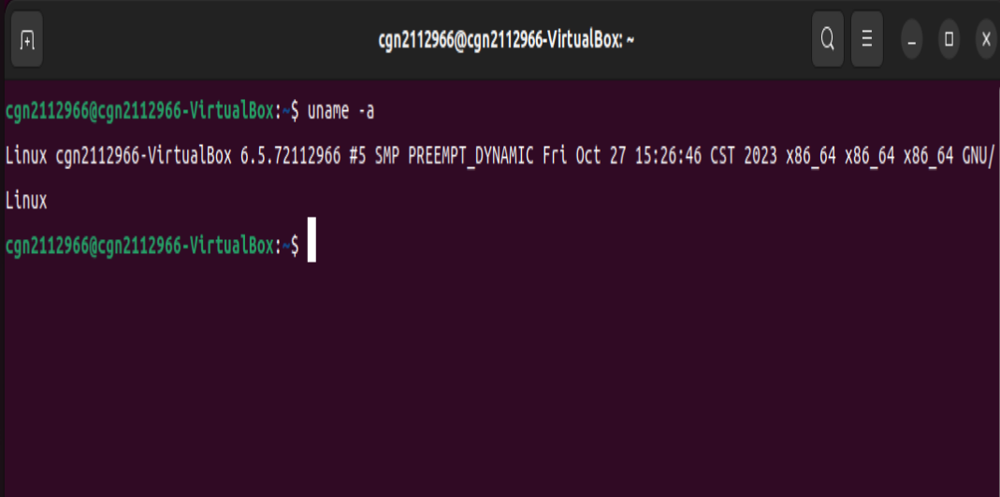 cgn2112966@cgn2112966-VirtualBox: ~
cgn2112966@cgn2112966-VirtualBox:~$ uname -a
Linux cgn2112966-VirtualBox 6.5.72112966 #5 SMP PREEMPT_DYNAMIC Fri Oct 27 15:26:46 CST 2023 x86_64 x86_64 x86_64 GNU/
Linux
cgn2112966@cgn2112966-VirtualBox:~$